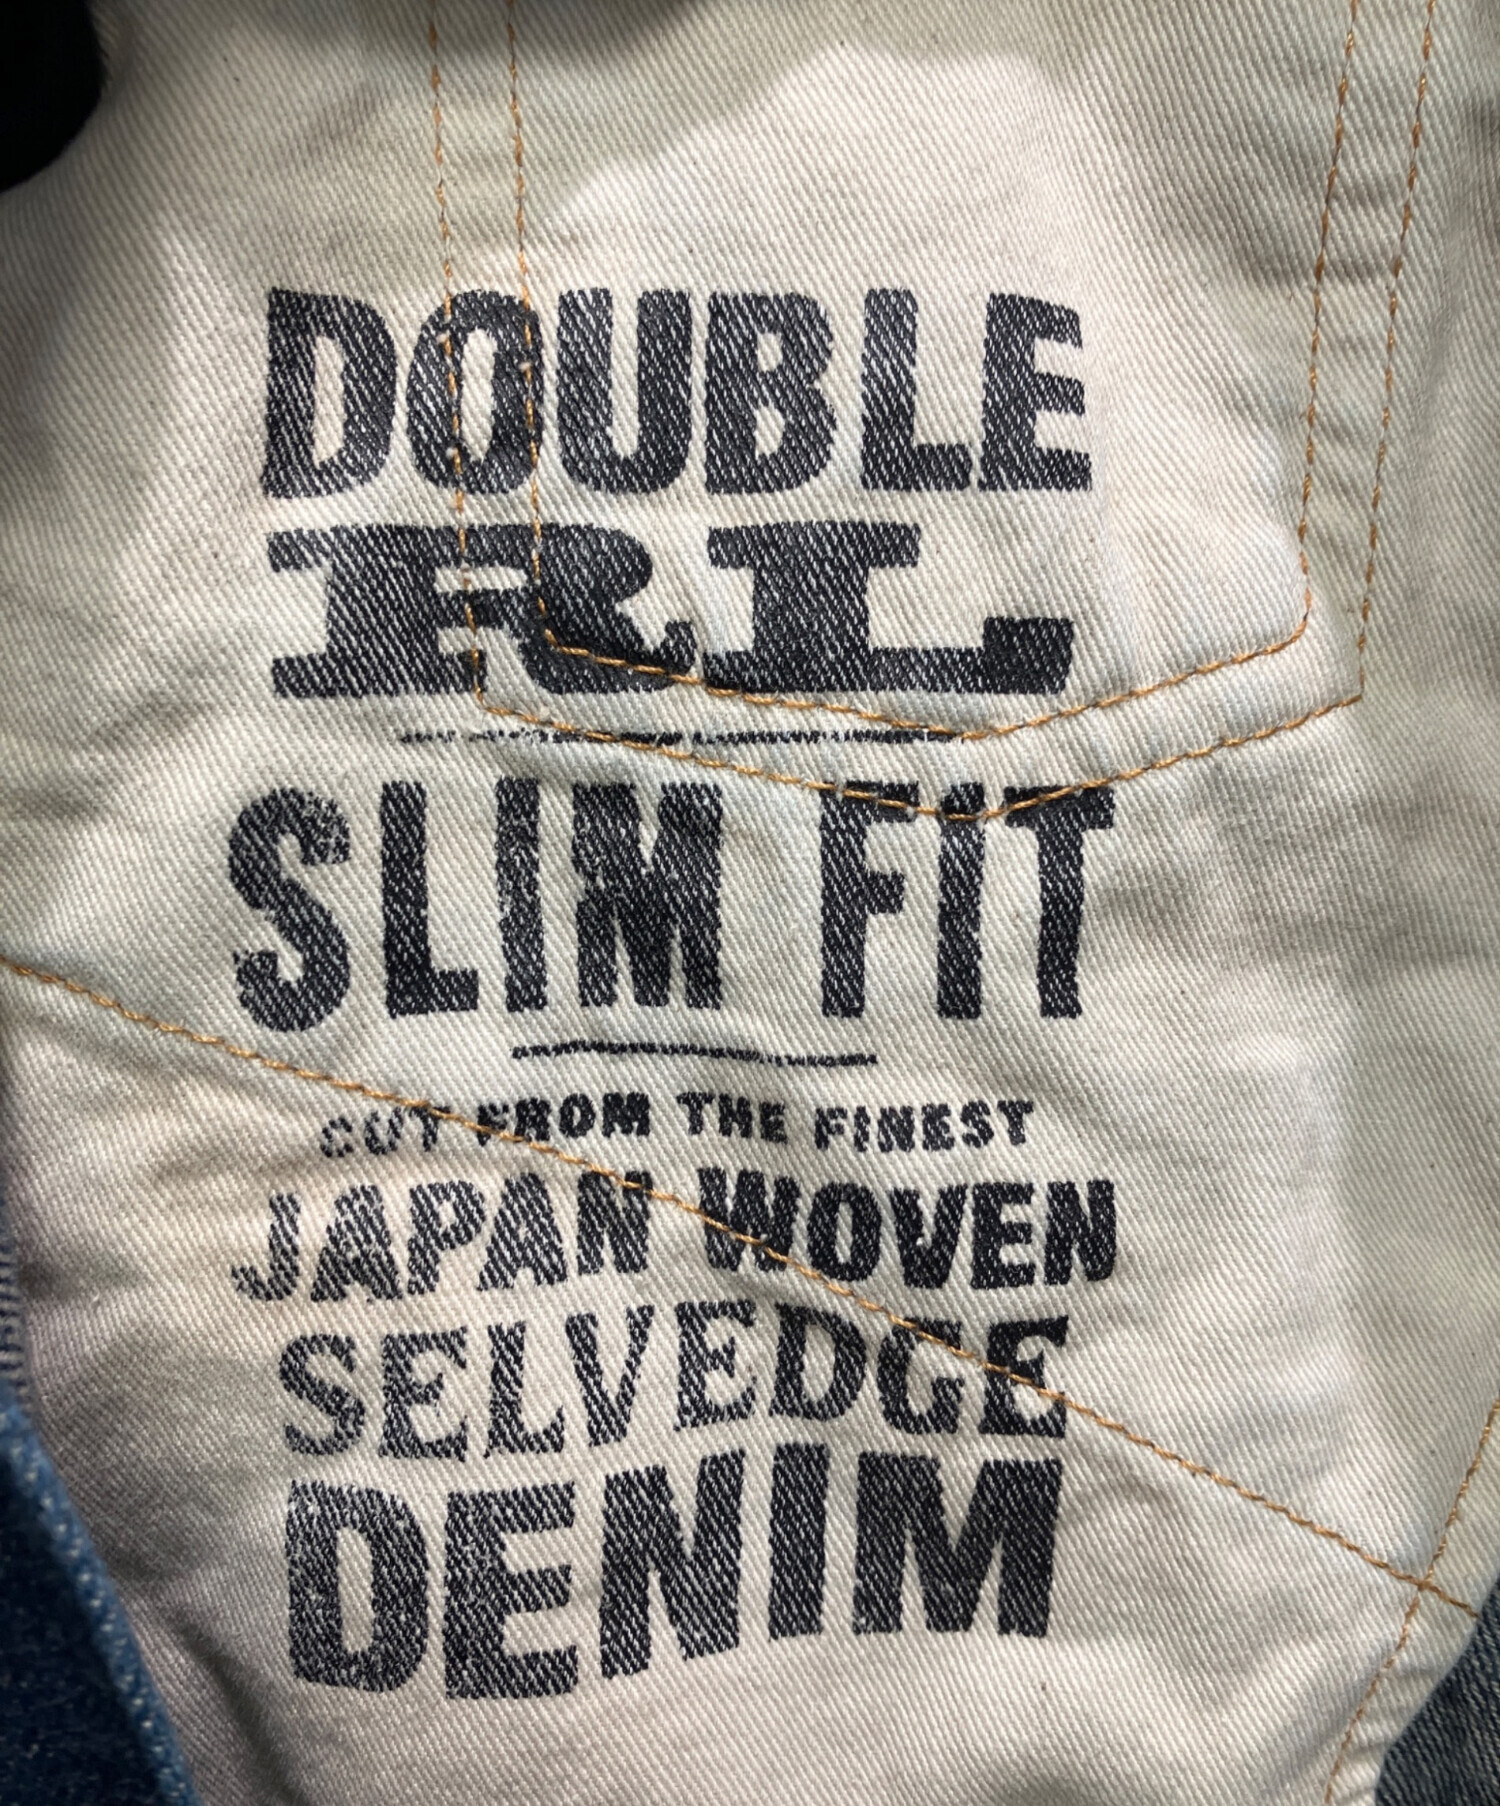 DOUBLE
RL
SLIM FIT
CUT FROM THE FINEST
JAPAN WOVEN
SELVEDGE
DENIM